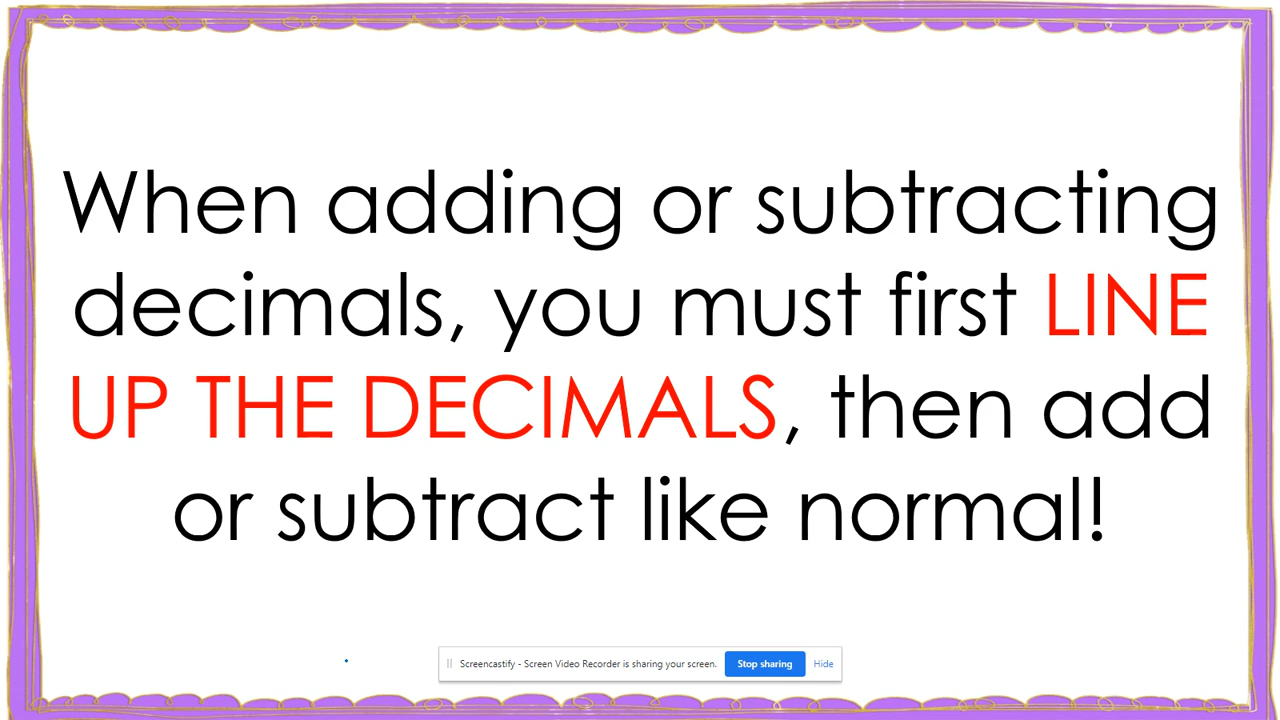 When adding or subtracting
decimals, you must first LINE
UP THE DECIMALS, then add
or subtract like normal!
Screencastify - Screen Video Recorder is sharing your screen. Stop sharing Hide